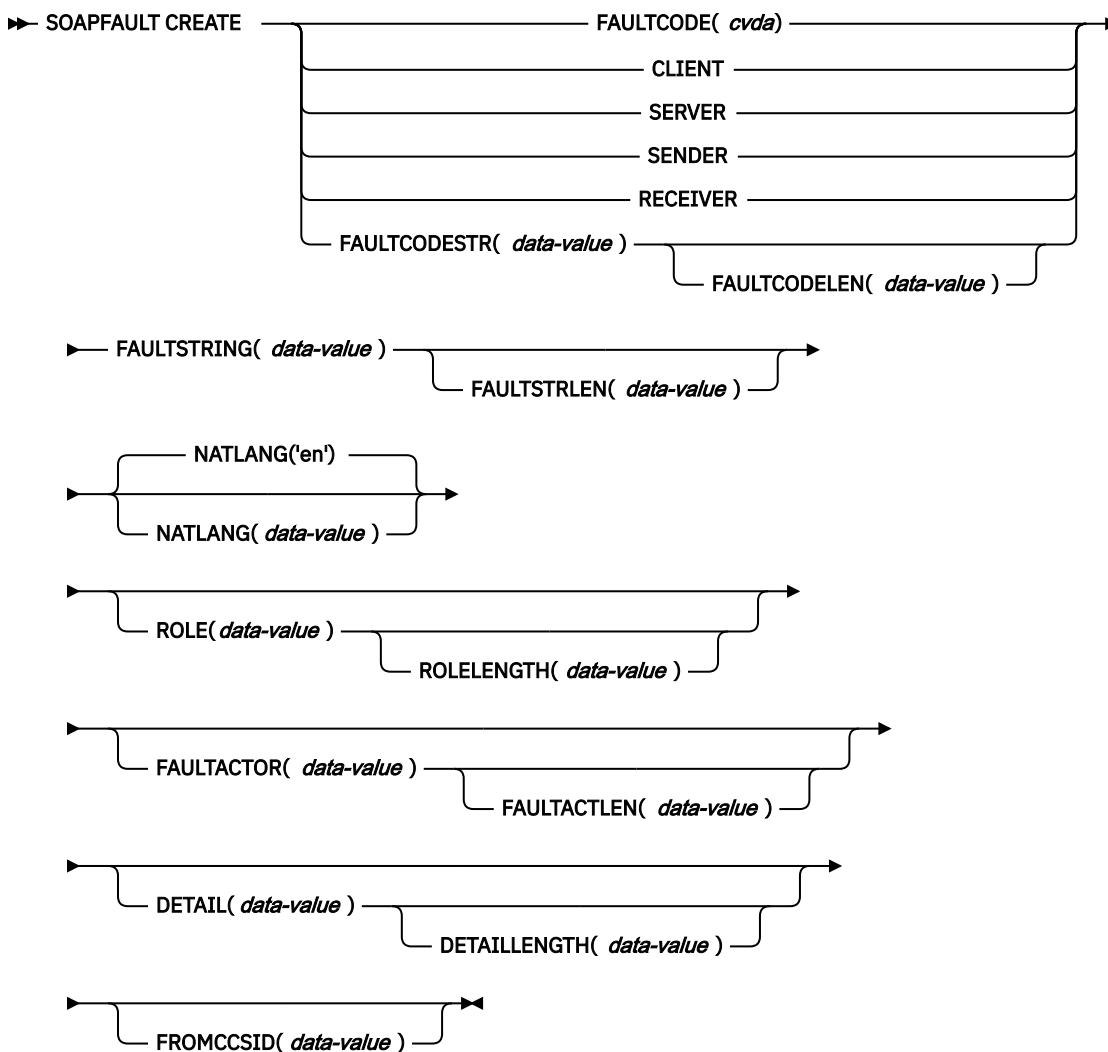 SOAPFAULT CREATE FAULTCODE( cvda)
CLIENT
SERVER
SENDER
RECEIVER
FAULTCODESTR( data-value )
FAULTCODELEN( data-value )
FAULTSTRING( data-value )
FAULTSTRLEN( data-value )
NATLANG('en')
NATLANG( data-value )
ROLE( data-value )
ROLELENGTH( data-value )
FAULTACTOR( data-value )
FAULTACTLEN( data-value )
DETAIL( data-value )
DETAILLENGTH( data-value )
FROMCCSID( data-value )